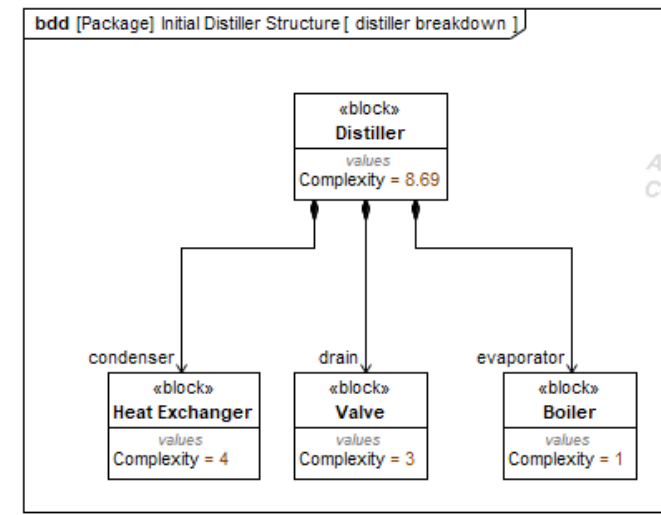 bdd [Package] Initial Distiller Structure [ distiller breakdown ]
«block»
Distiller
values
Complexity = 8.69
condenser
drain
evaporator
«block»
Heat Exchanger
values
Complexity = 4
«block»
Valve
values
Complexity = 3
«block»
Boiler
values
Complexity = 1